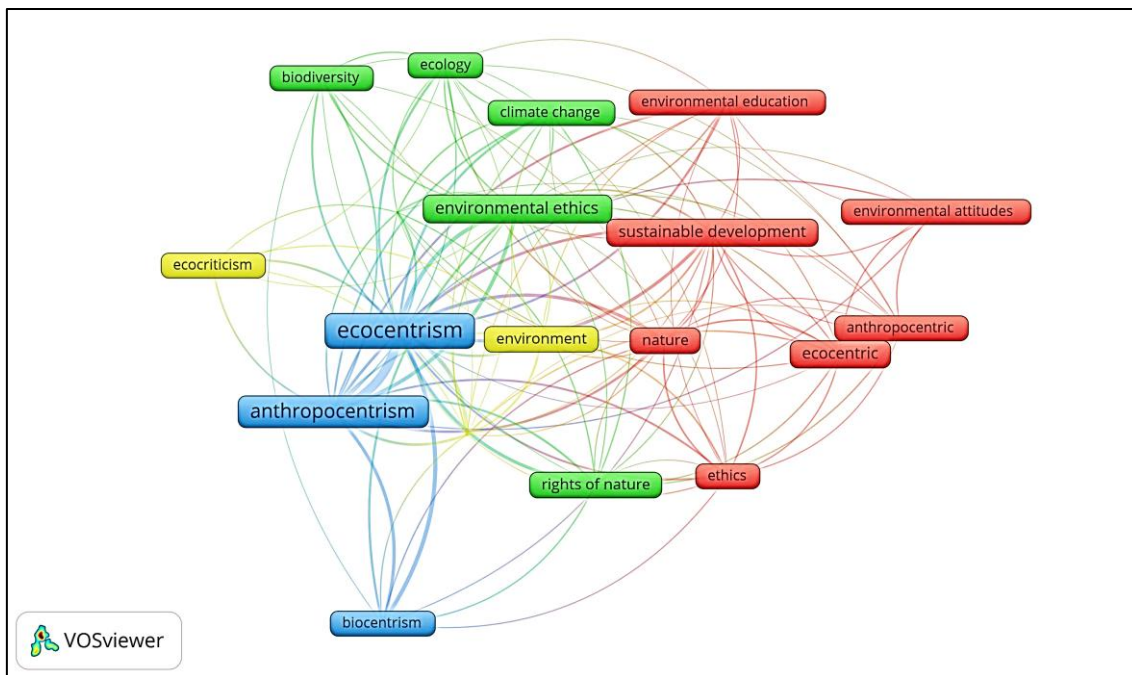 ecology
biodiversity
environmental education
climate change
environmental ethics
environmental attitudes
sustainable development
ecocriticism
ecocentrism
anthropocentric
environment
nature
ecocentric
anthropocentrism
ethics
rights of nature
biocentrism
VOSviewer